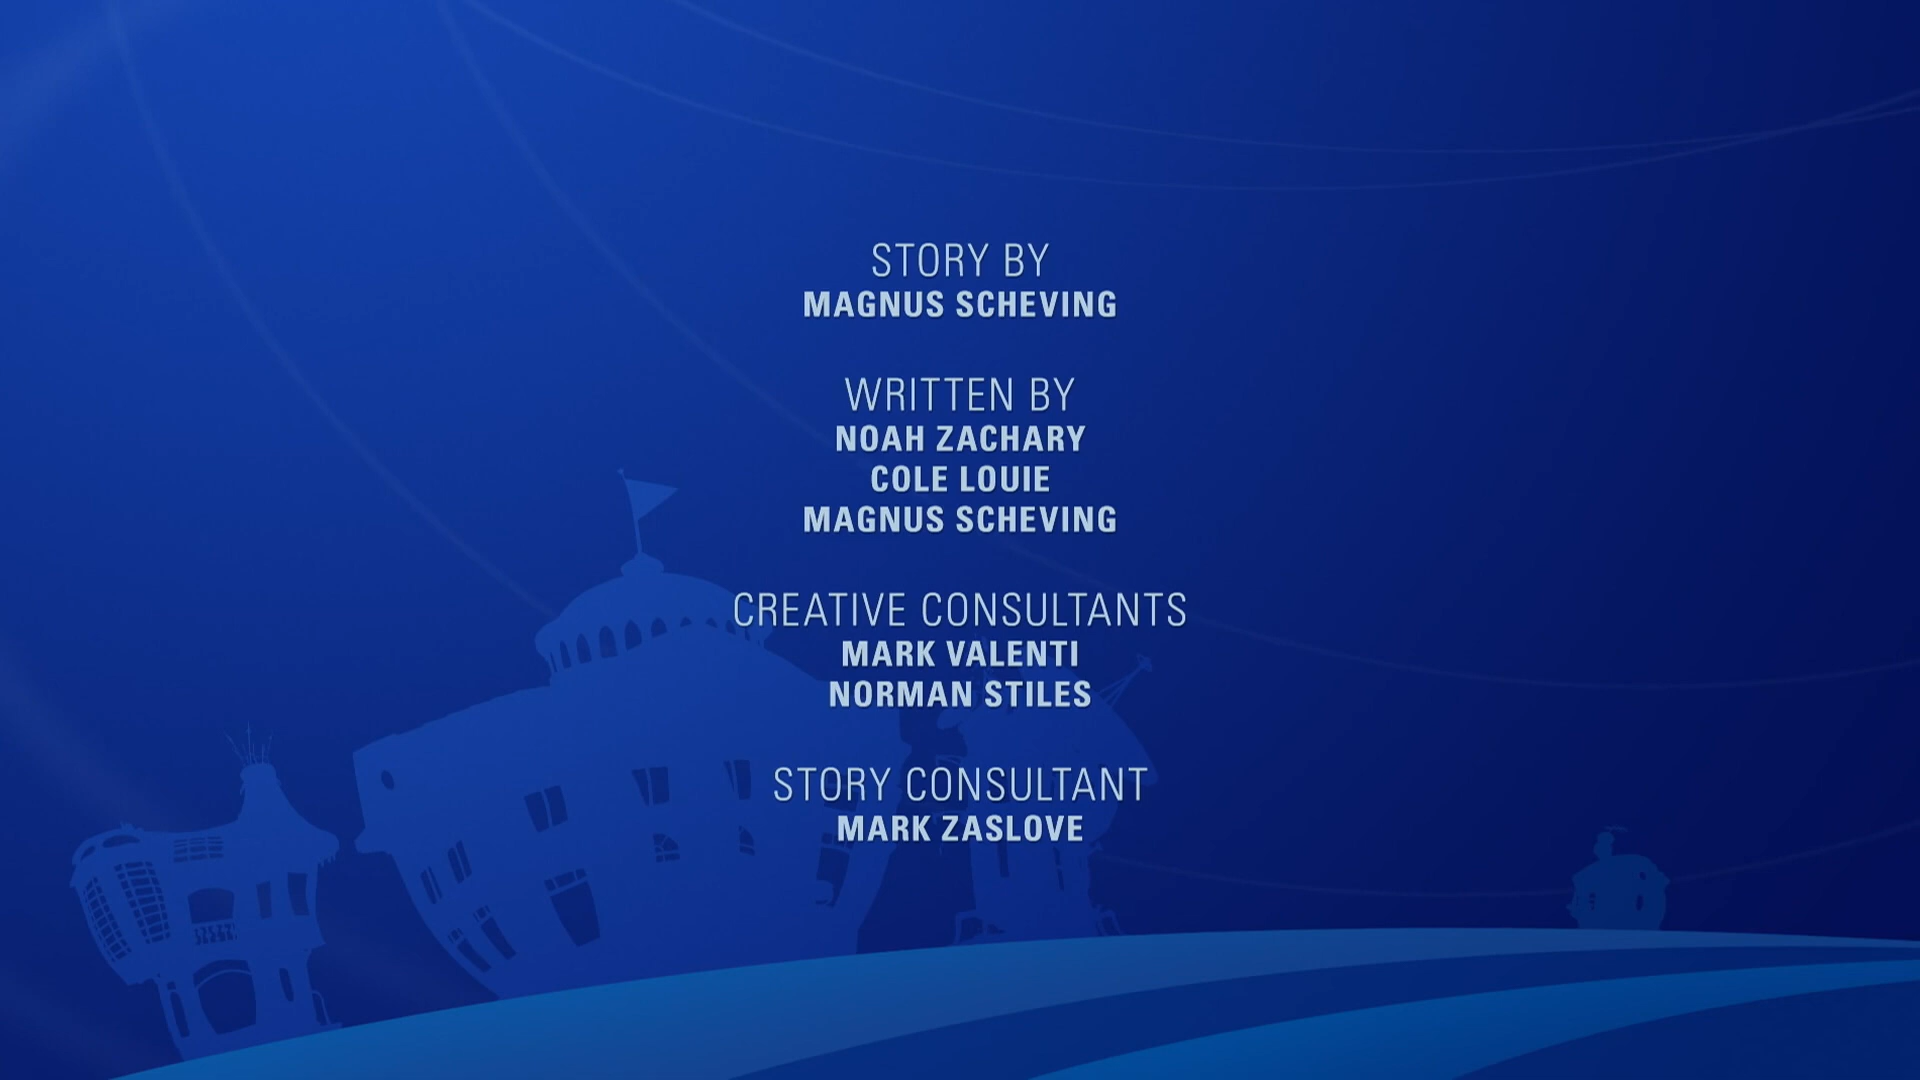 STORY BY
MAGNUS SCHEVING
WRITTEN BY
NOAH ZACHARY
COLE LOUIE
MAGNUS SCHEVING
CREATIVE CONSULTANTS
MARK VALENTI
NORMAN STILES
STORY CONSULTANT
MARK ZASLOVE